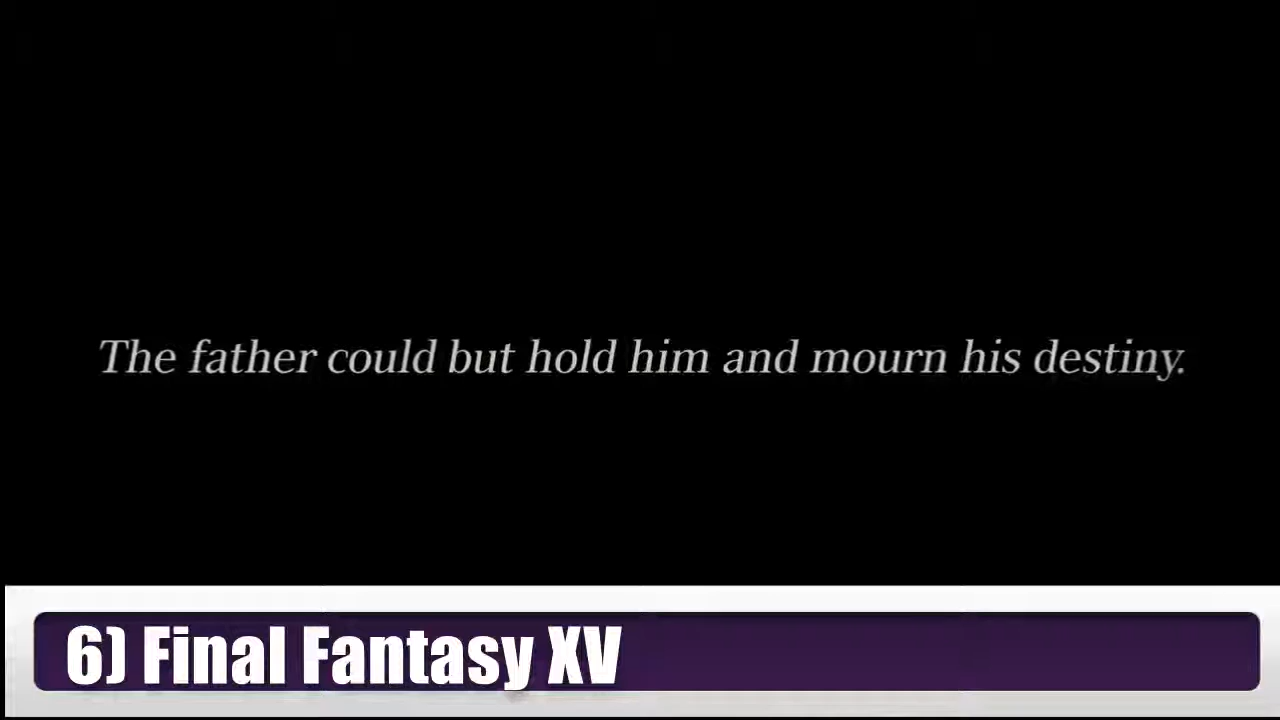 The father could but hold him and mourn his destiny.
6) Final Fantasy XV